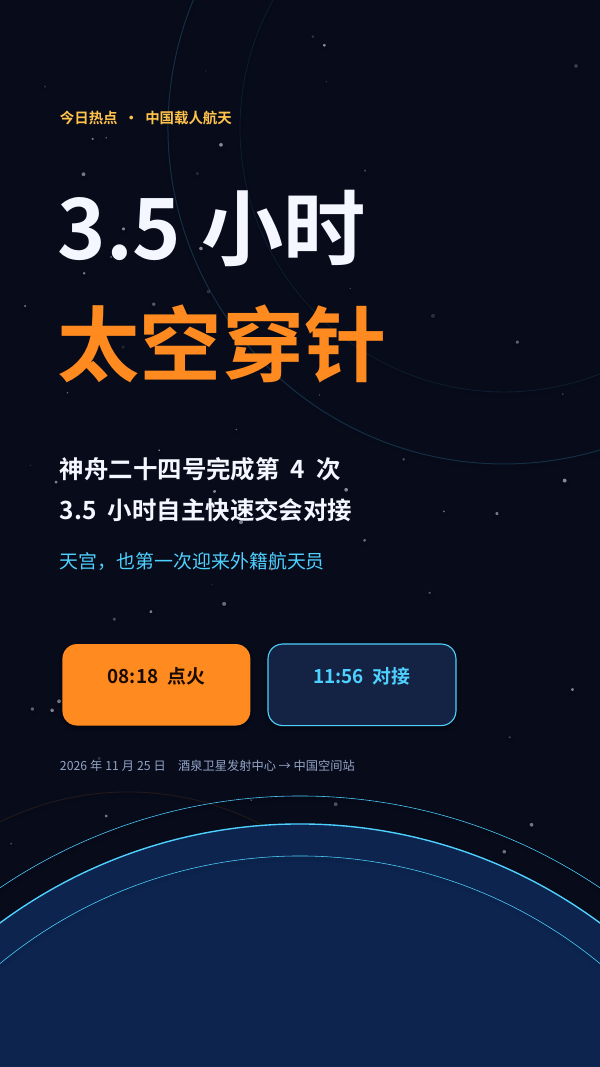 今日热点 • 中国载人航天
3.5 小时
太空穿针
神舟二十四号完成第 4 次
3.5 小时自主快速交会对接
天宫，也第一次迎来外籍航天员
08:18 点火
11:56 对接
2026 年 11 月 25 日 酒泉卫星发射中心 → 中国空间站